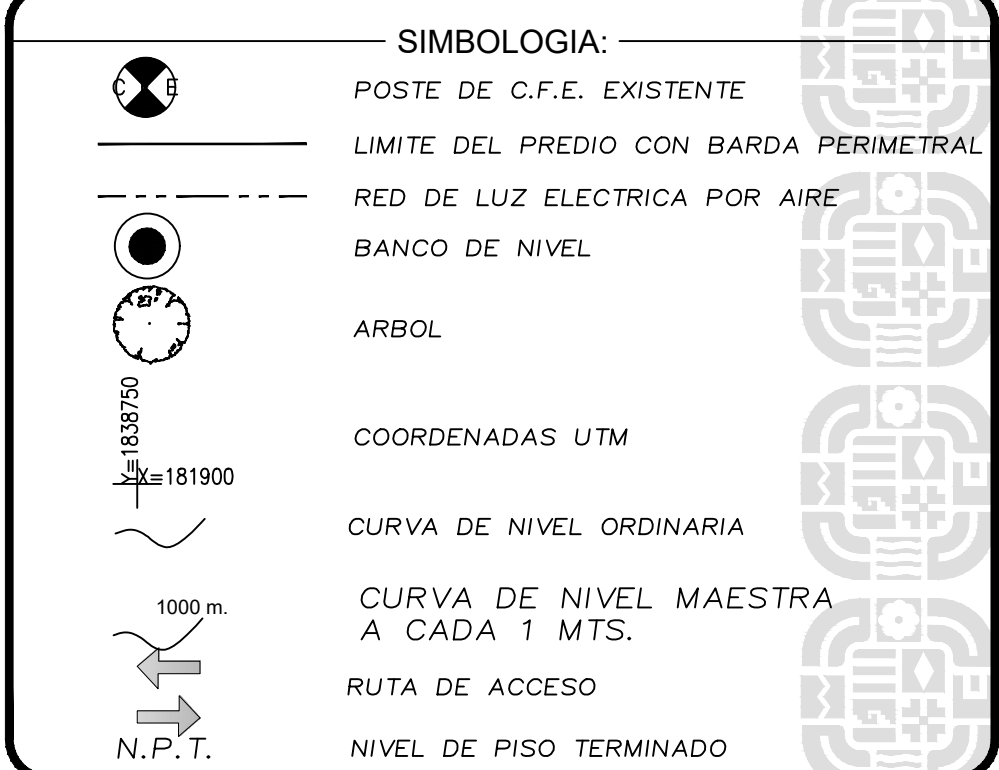 SIMBOLOGIA:
C E POSTE DE C.F.E. EXISTENTE
LIMITE DEL PREDIO CON BARDA PERIMETRAL
RED DE LUZ ELECTRICA POR AIRE
BANCO DE NIVEL
ARBOL
Y=1838750
X=181900
COORDENADAS UTM
CURVA DE NIVEL ORDINARIA
1000 m.
CURVA DE NIVEL MAESTRA
A CADA 1 MTS.
RUTA DE ACCESO
N.P.T. NIVEL DE PISO TERMINADO